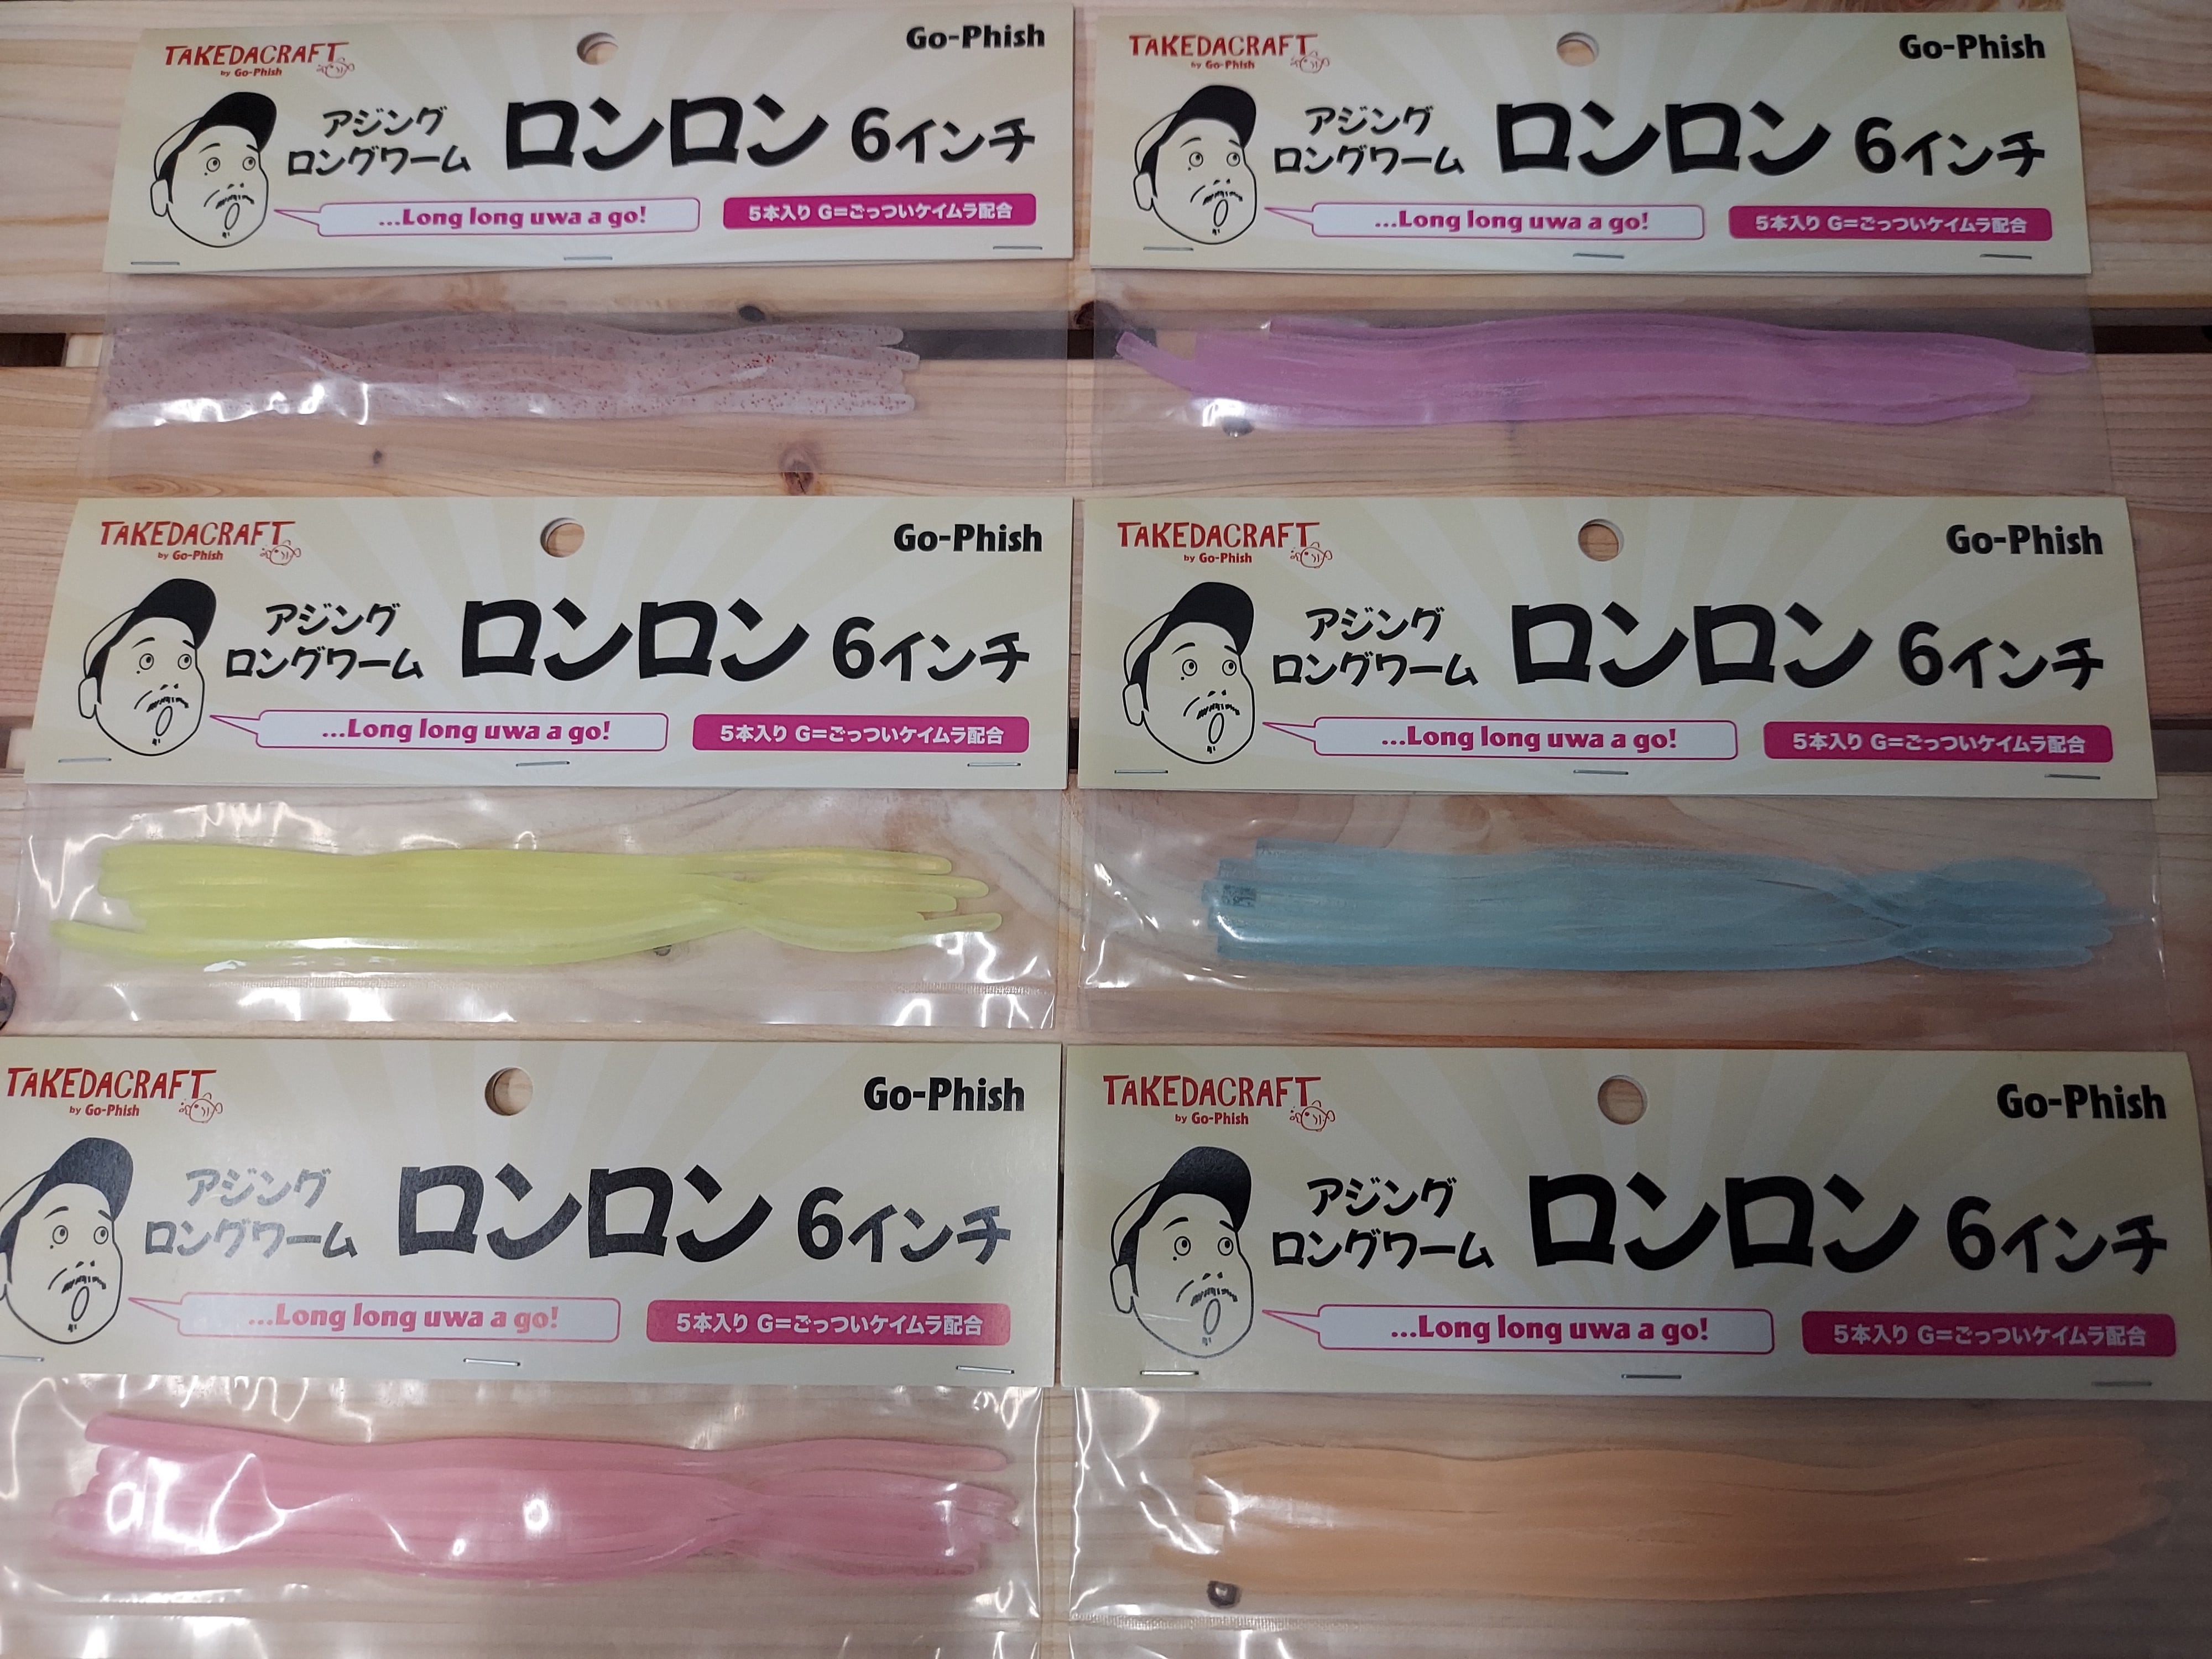 TAKEDACRAFT
by Go-Phish
Go-Phish
アジング
ロングワーム
ロンロン 6インチ
...Long long uwa a go!
5本入り G=ごっついケイムラ配合
TAKEDACRAFT
by Go-Phish
Go-Phish
アジング
ロングワーム
ロンロン 6インチ
...Long long uwa a go!
5本入り G=ごっついケイムラ配合
TAKEDACRAFT
by Go-Phish
Go-Phish
アジング
ロングワーム
ロンロン 6インチ
...Long long uwa a go!
5本入り G=ごっついケイムラ配合
TAKEDACRAFT
by Go-Phish
Go-Phish
アジング
ロングワーム
ロンロン 6インチ
...Long long uwa a go!
5本入り G=ごっついケイムラ配合
TAKEDACRAFT
by Go-Phish
Go-Phish
アジング
ロングワーム
ロンロン 6インチ
...Long long uwa a go!
5本入り G=ごっついケイムラ配合
TAKEDACRAFT
by Go-Phish
Go-Phish
アジング
ロングワーム
ロンロン 6インチ
...Long long uwa a go!
5本入り G=ごっついケイムラ配合